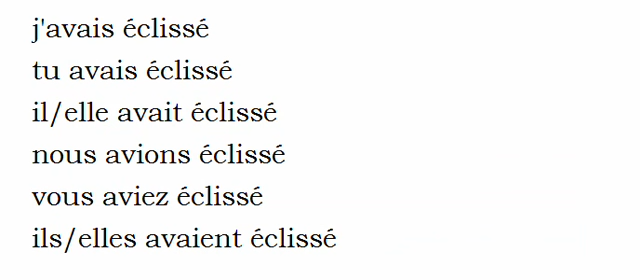 j'avais éclissé
tu avais éclissé
il/elle avait éclissé
nous avions éclissé
vous aviez éclissé
ils/elles avaient éclissé